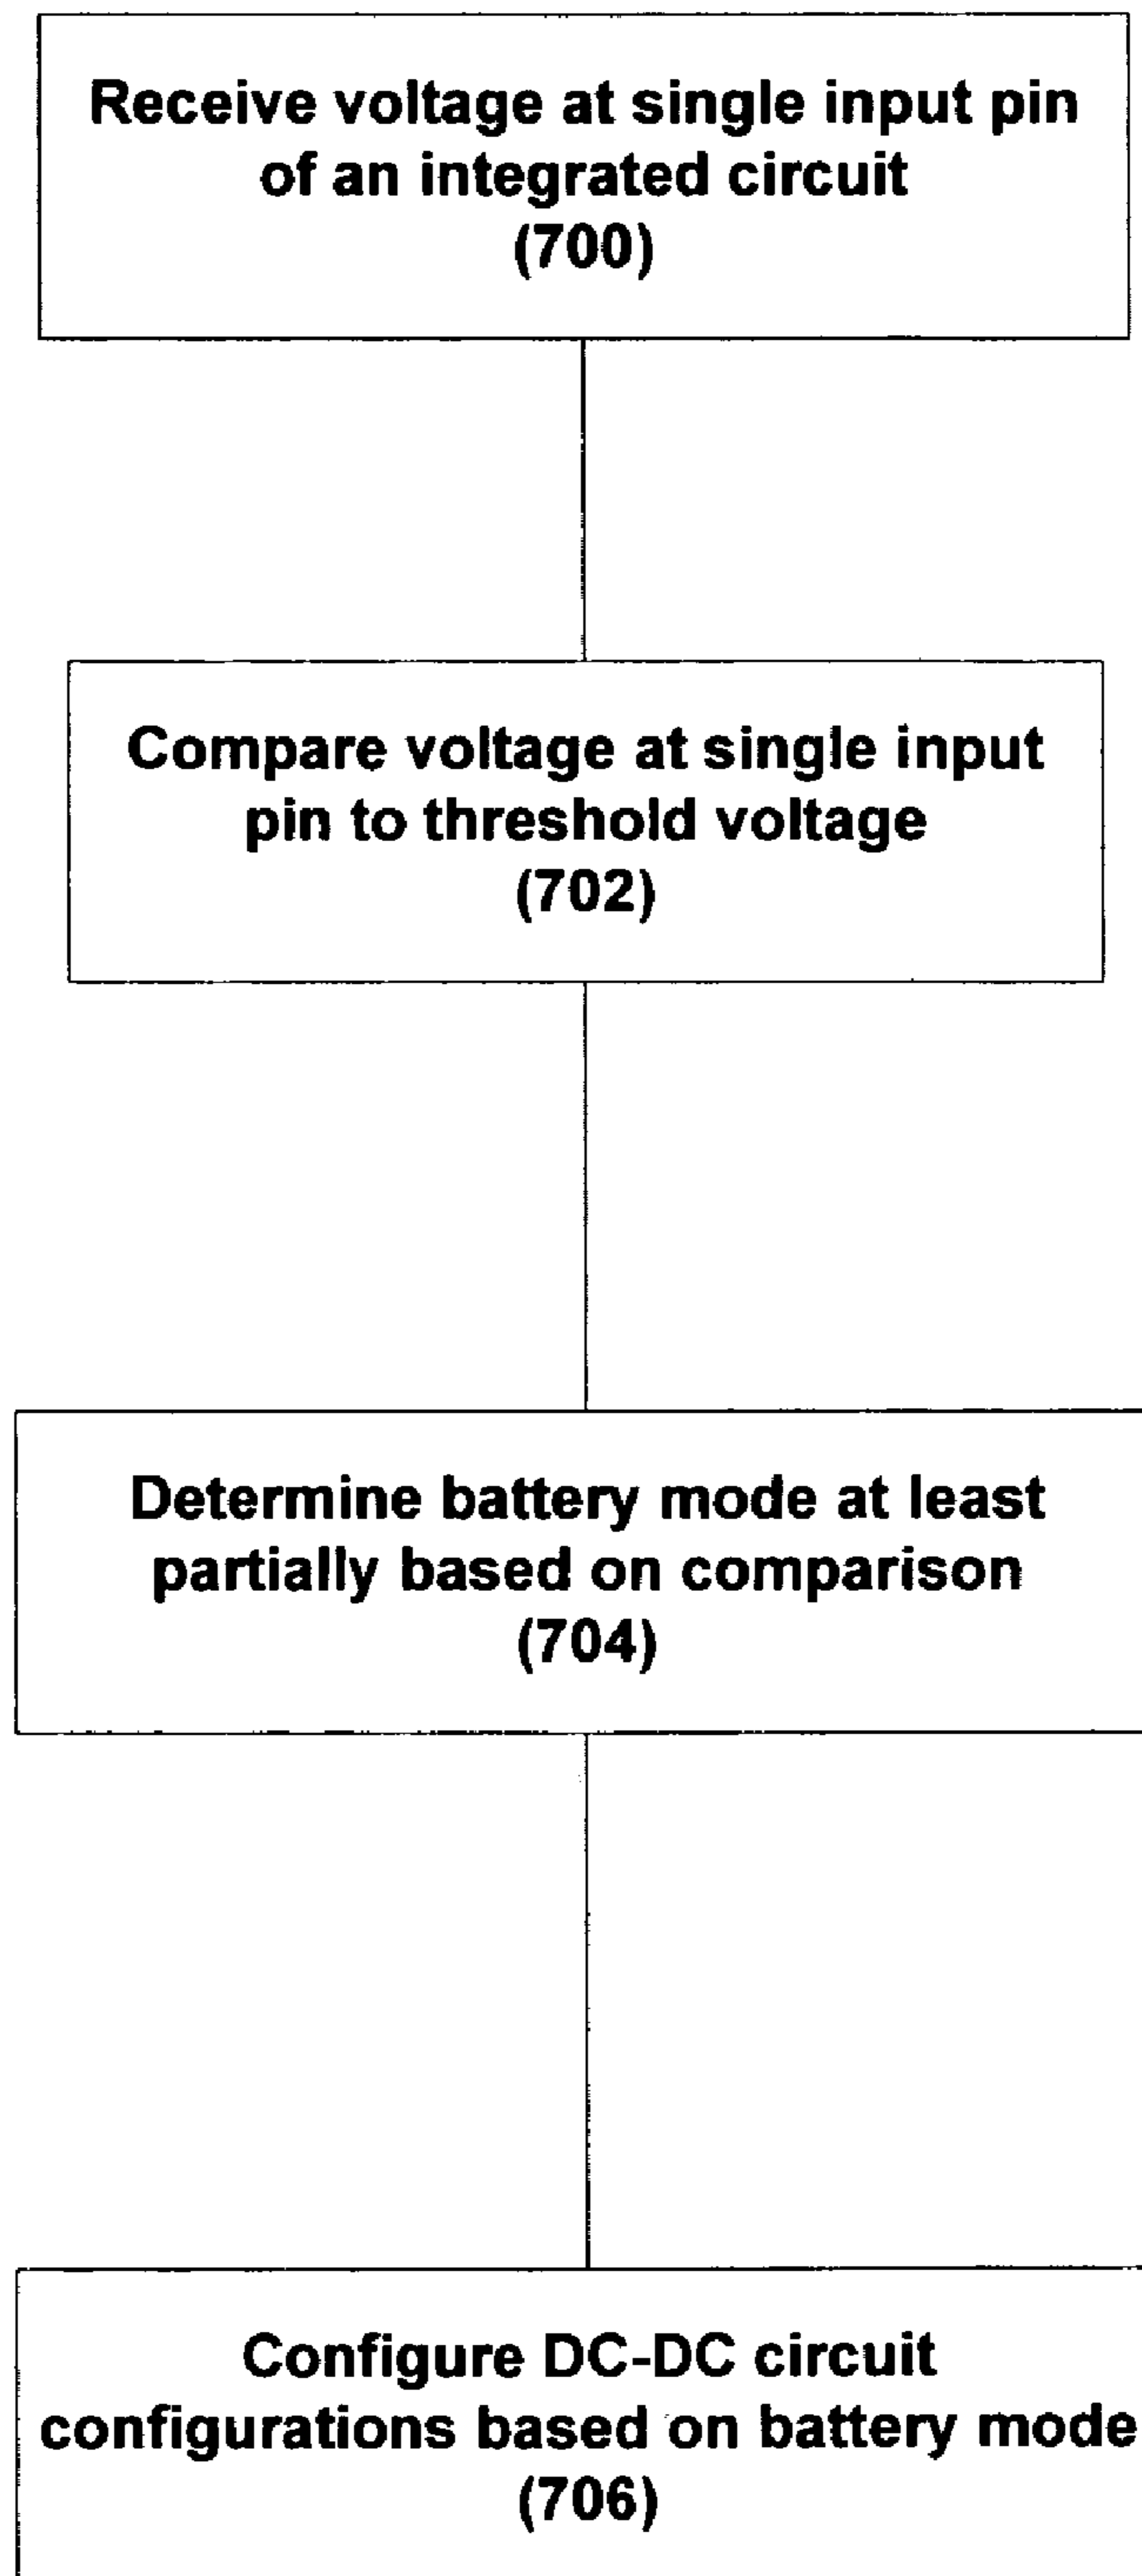 Receive voltage at single input pin
of an integrated circuit
(700)
Compare voltage at single input
pin to threshold voltage
(702)
Determine battery mode at least
partially based on comparison
(704)
Configure DC-DC circuit
configurations based on battery mode
(706)